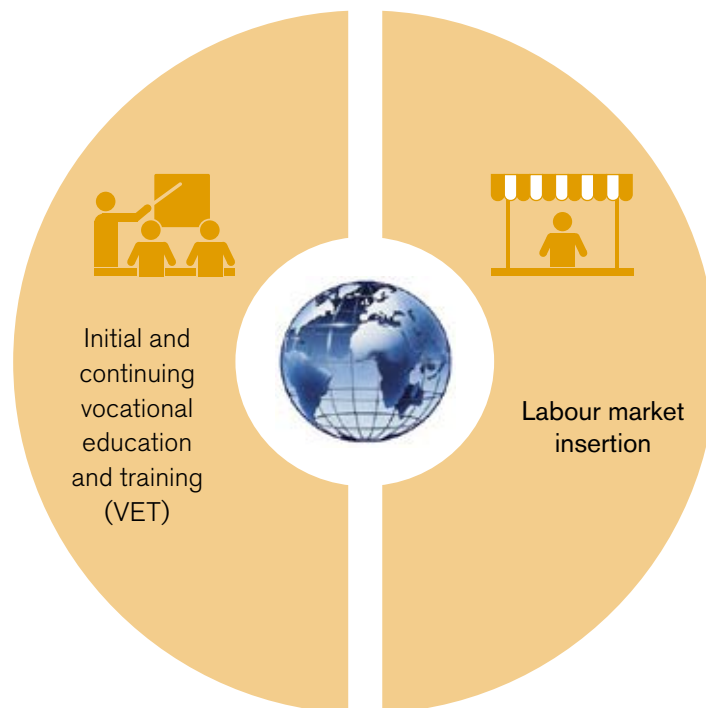 Initial and
continuing
vocational
education
and training
(VET)
Labour market
insertion